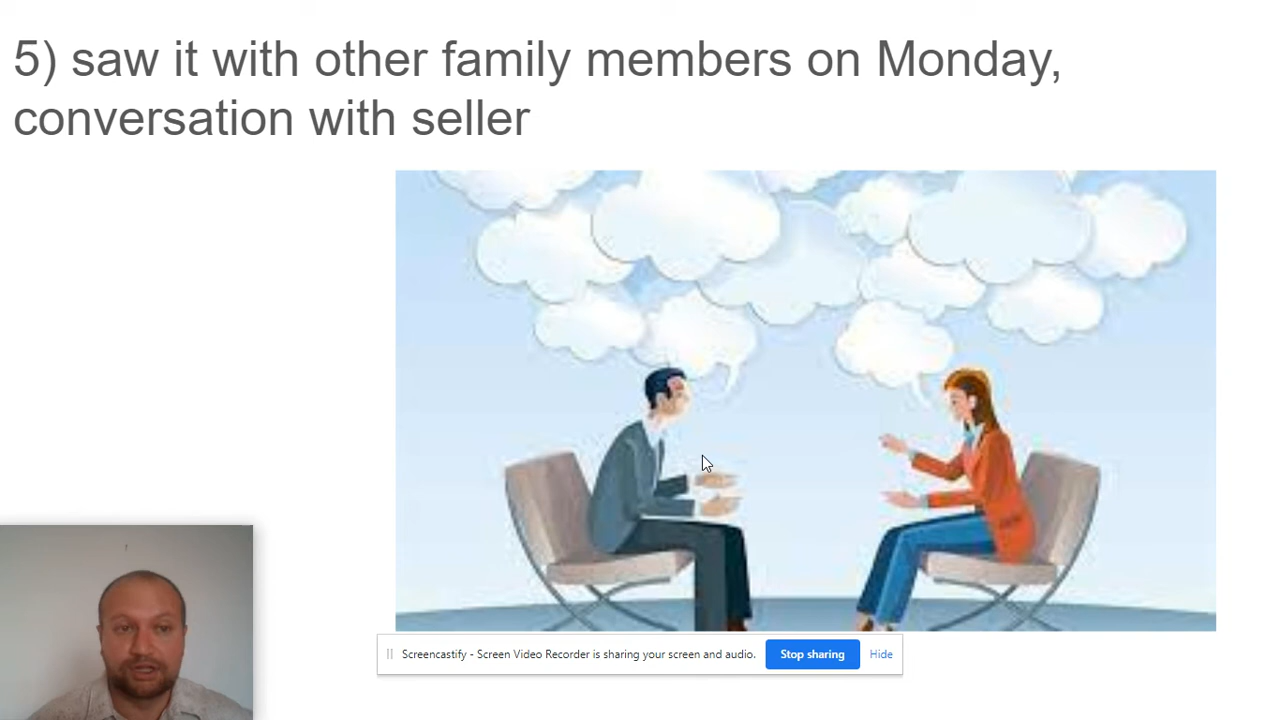 5) saw it with other family members on Monday,
conversation with seller
Screencastify - Screen Video Recorder is sharing your screen and audio. Stop sharing Hide